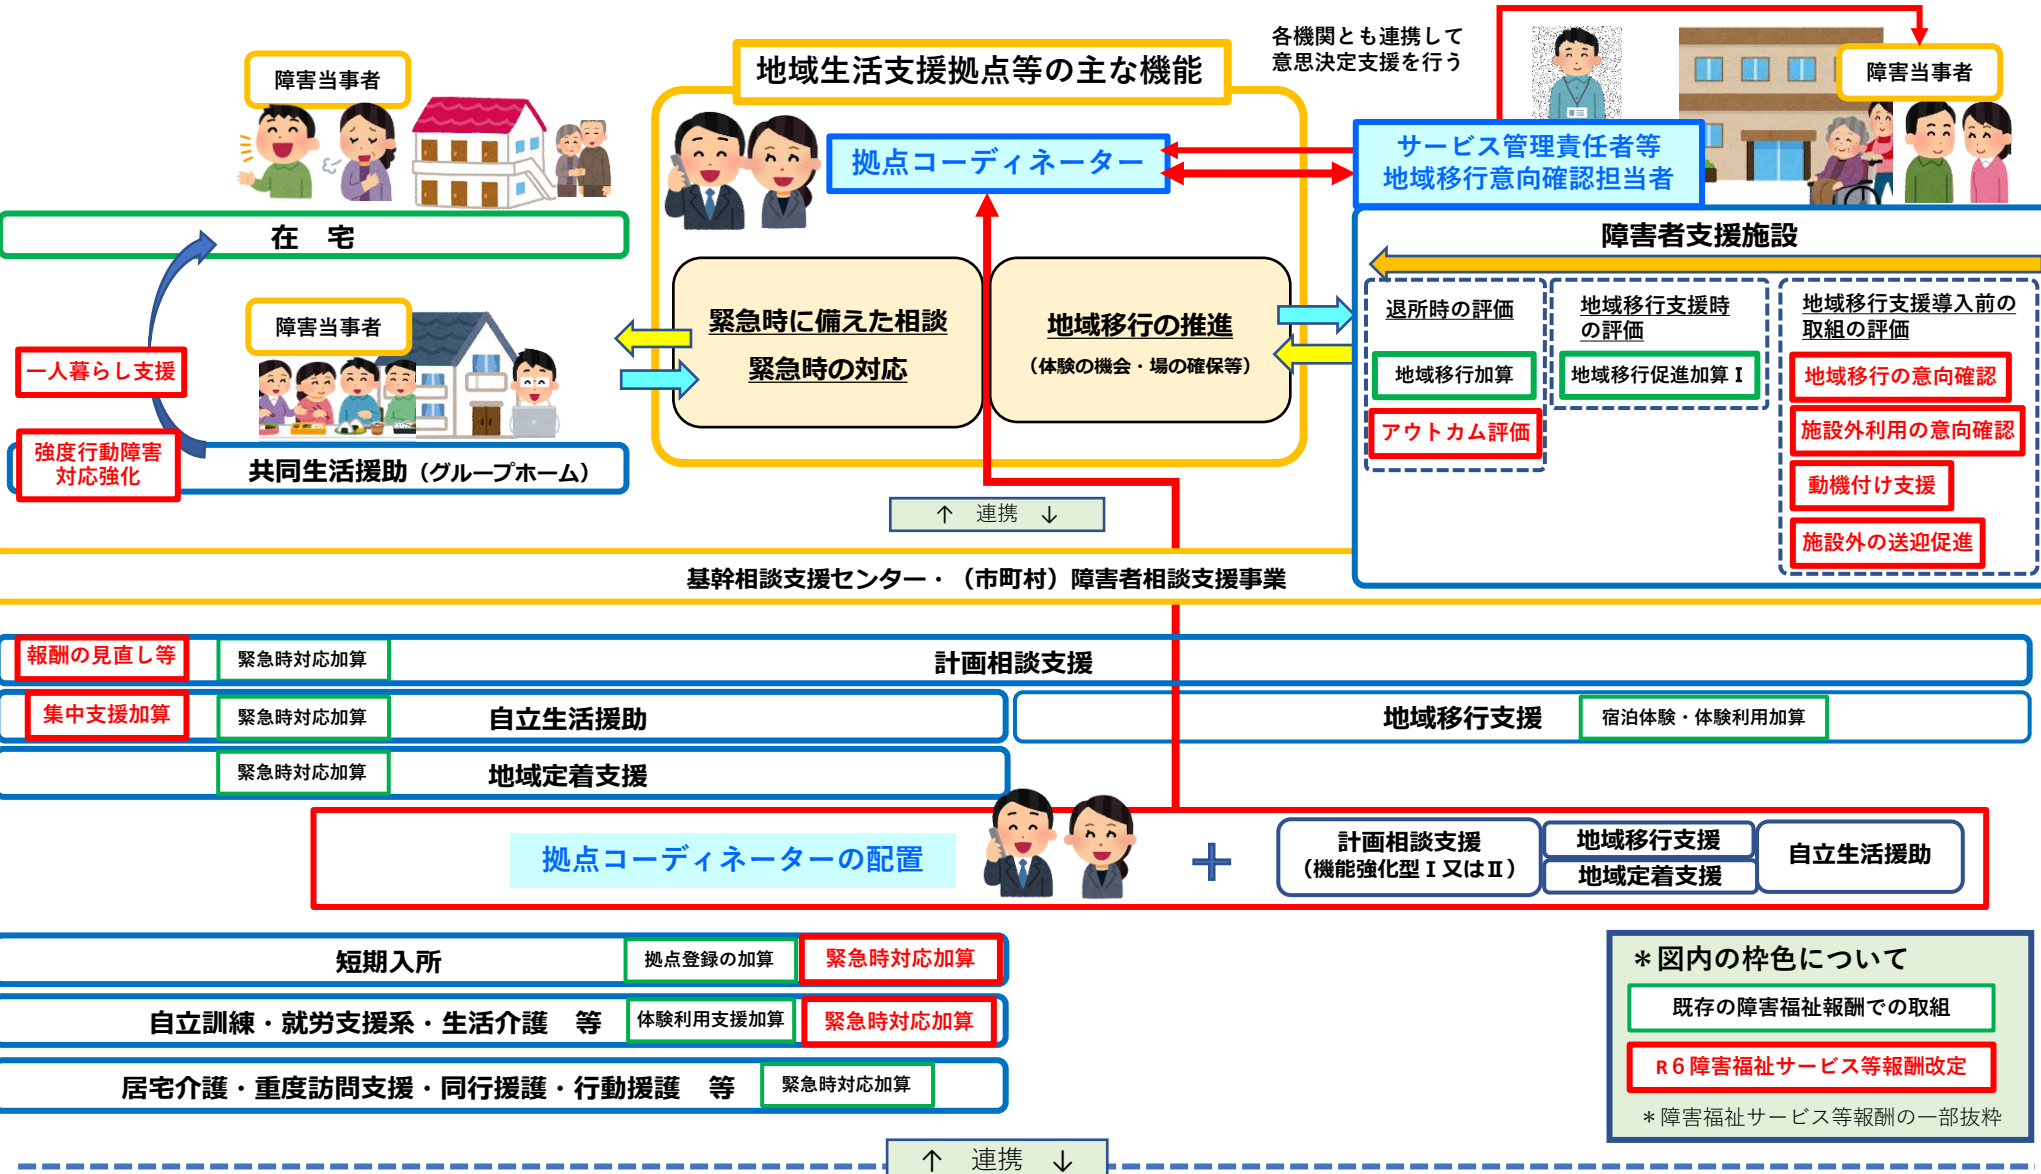 地域生活支援拠点等の主な機能
各機関とも連携して
意思決定支援を行う
障害当事者
障害当事者
拠点コーディネーター
サービス管理責任者等
地域移行意向確認担当者
在　宅
障害者支援施設
障害当事者
一人暮らし支援
強度行動障害
対応強化
共同生活援助（グループホーム）
緊急時に備えた相談
緊急時の対応
地域移行の推進
（体験の機会・場の確保等）
退所時の評価
地域移行加算
アウトカム評価
地域移行支援時
の評価
地域移行促進加算Ⅰ
地域移行支援導入前の
取組の評価
地域移行の意向確認
施設外利用の意向確認
動機付け支援
施設外の送迎促進
↑　連携　↓
基幹相談支援センター・（市町村）障害者相談支援事業
報酬の見直し等
緊急時対応加算
計画相談支援
集中支援加算
緊急時対応加算
自立生活援助
地域移行支援
宿泊体験・体験利用加算
緊急時対応加算
地域定着支援
拠点コーディネーターの配置
計画相談支援
（機能強化型Ⅰ又はⅡ）
地域移行支援
地域定着支援
自立生活援助
短期入所
拠点登録の加算
緊急時対応加算
自立訓練・就労支援系・生活介護　等
体験利用支援加算
緊急時対応加算
居宅介護・重度訪問支援・同行援護・行動援護　等
緊急時対応加算
＊図内の枠色について
既存の障害福祉報酬での取組
R６障害福祉サービス等報酬改定
＊障害福祉サービス等報酬の一部抜粋
↑　連携　↓